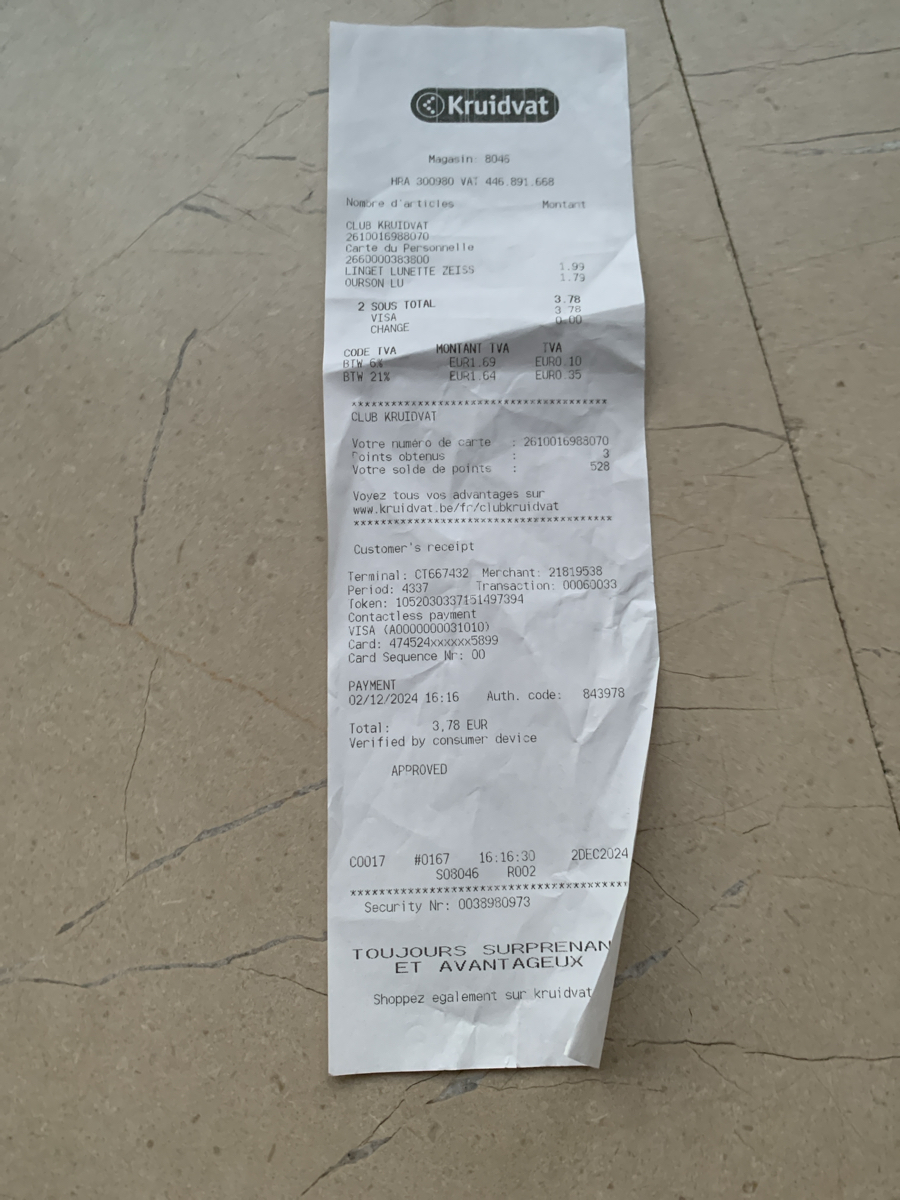 Kruidvat
Magasin: 8046
HRA 300980 VAT 446.891.668
Nombre d'articles Montant
CLUB KRUIDVAT
2610016988070
Carte du Personnelle
2660000383800
LINGET LUNETTE ZEISS 1.99
OURSON LU 1.79
2 SOUS TOTAL 3.78
VISA 3.78
CHANGE 0.00
CODE TVA MONTANT TVA TVA
BTW 6% EUR1.69 EUR0.10
BTW 21% EUR1.64 EUR0.35
***************************************
CLUB KRUIDVAT
Votre numéro de carte : 2610016988070
Points obtenus : 3
Votre solde de points : 528
Voyez tous vos advantages sur
www.kruidvat.be/fr/clubkruidvat
***************************************
Customer's receipt
Terminal: CT667432 Merchant: 21819538
Period: 4337 Transaction: 00060033
Token: 1052030337151497394
Contactless payment
VISA (A0000000031010)
Card: 474524xxxxxx5899
Card Sequence Nr: 00
PAYMENT
02/12/2024 16:16 Auth. code: 843978
Total: 3,78 EUR
Verified by consumer device
APPROVED
C0017 #0167 16:16:30 2DEC2024
S08046 R002
***************************************
Security Nr: 0038980973
TOUJOURS SURPRENAN
ET AVANTAGEUX
Shoppez egalement sur kruidvat